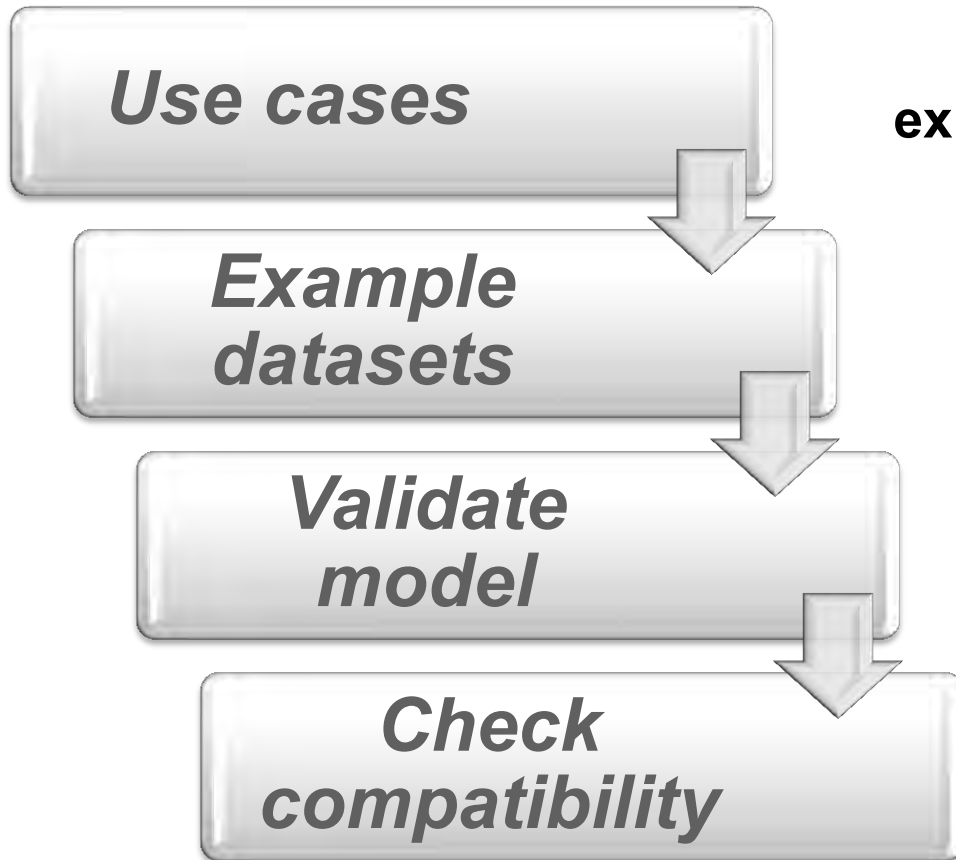 Use cases
ex
Example
datasets
Validate
model
Check
compatibility